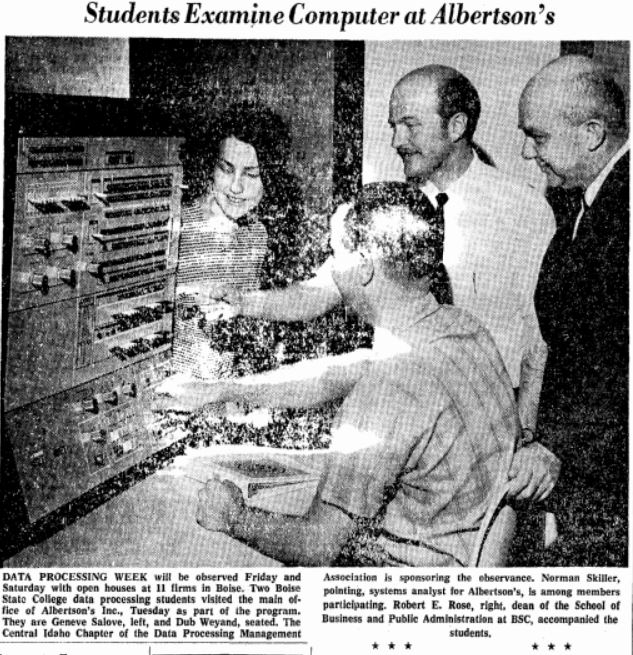 Students Examine Computer at Albertson's
DATA PROCESSING WEEK will be observed Friday and
Saturday with open houses at 11 firms in Boise. Two Boise
State College data processing students visited the main of-
fice of Albertson's Inc., Tuesday as part of the program.
They are Geneve Salove, left, and Dub Weyand, seated. The
Central Idaho Chapter of the Data Processing Management
Association is sponsoring the observance. Norman Skiller,
pointing, systems analyst for Albertson's, is among members
participating. Robert E. Rose, right, dean of the School of
Business and Public Administration at BSC, accompanied the
students.
★ ★ ★ ★ ★ ★